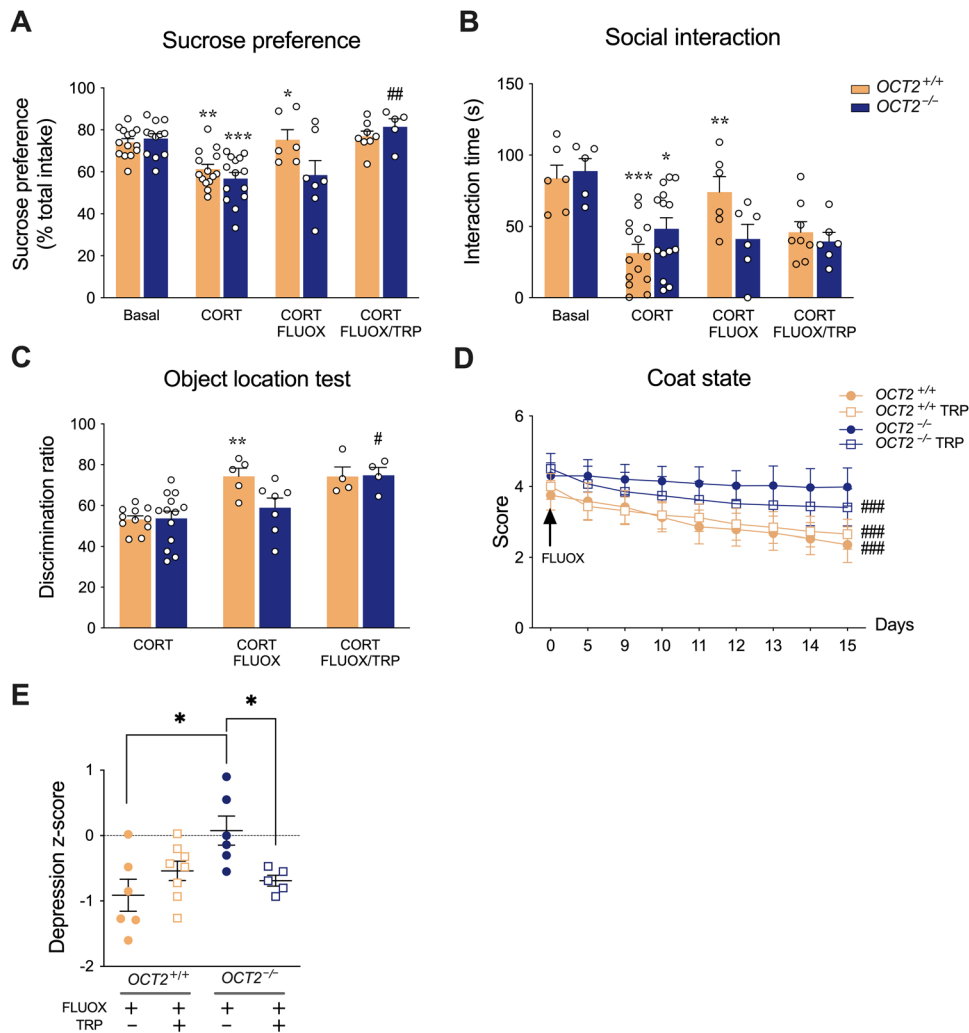 A
Sucrose preference
Sucrose preference
(% total intake)
100
80
60
40
20
0
**
***
*
##
Basal
CORT
CORT
FLUOX
CORT
FLUOX/TRP
B
Social interaction
OCT2+/+
OCT2−/−
Interaction time (s)
150
100
50
0
***
*
**
Basal
CORT
CORT
FLUOX
CORT
FLUOX/TRP
C
Object location test
Discrimination ratio
100
80
60
40
20
0
**
#
CORT
CORT
FLUOX
CORT
FLUOX/TRP
D
Coat state
OCT2 +/+
OCT2 +/+ TRP
OCT2 −/−
OCT2 −/− TRP
Score
6
4
2
0
FLUOX
###
###
###
Days
0 5 9 10 11 12 13 14 15
E
* *
Depression z-score
1
0
-1
-2
OCT2+/+ OCT2−/−
FLUOX + + + +
TRP − + − +